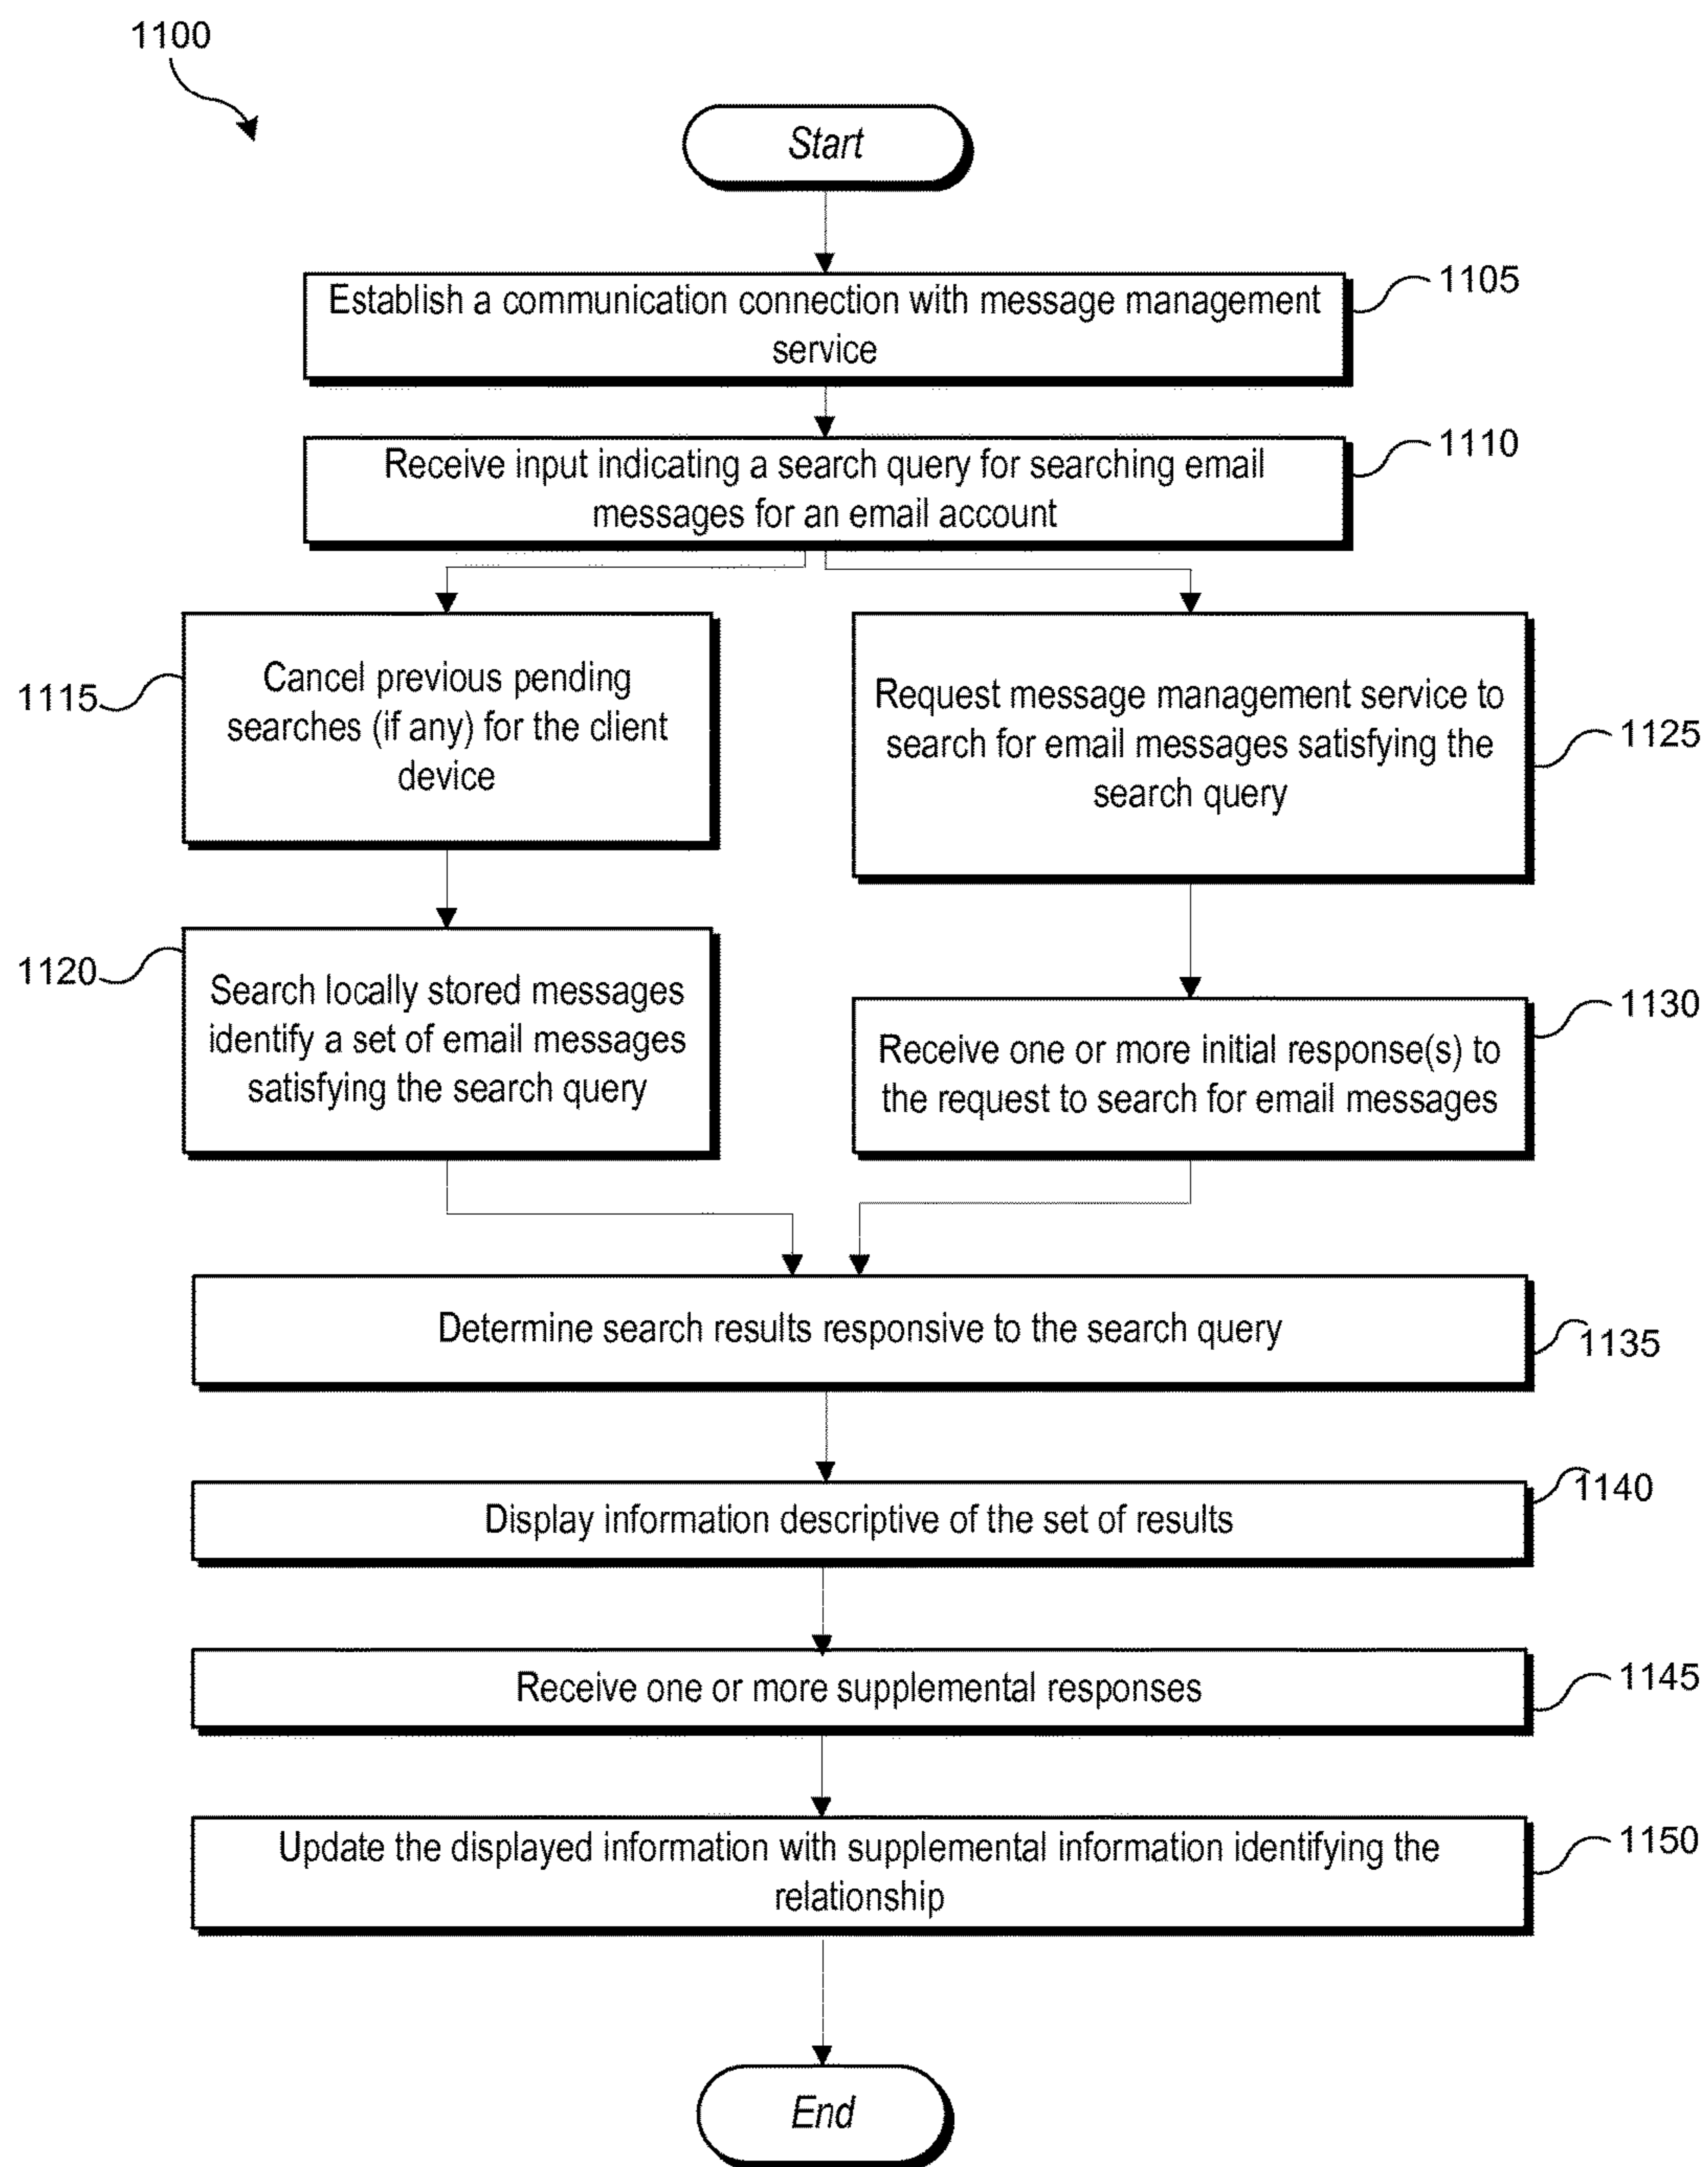 1100
Start
Establish a communication connection with message management
service
1105
Receive input indicating a search query for searching email
messages for an email account
1110
Cancel previous pending
searches (if any) for the client
device
1115
Request message management service to
search for email messages satisfying the
search query
1125
Search locally stored messages
identify a set of email messages
satisfying the search query
1120
Receive one or more initial response(s) to
the request to search for email messages
1130
Determine search results responsive to the search query
1135
Display information descriptive of the set of results
1140
Receive one or more supplemental responses
1145
Update the displayed information with supplemental information identifying the
relationship
1150
End